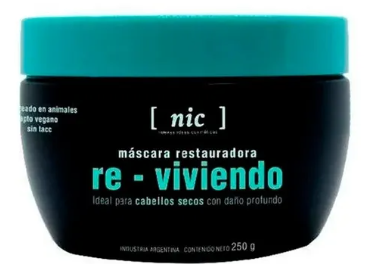 [ nic ]
máscara restauradora
re - viviendo
Ideal para cabellos secos con daño profundo
en animales
vegano
sin tacc
INDUSTRIA ARGENTINA - CONTENIDO NETO 250 g